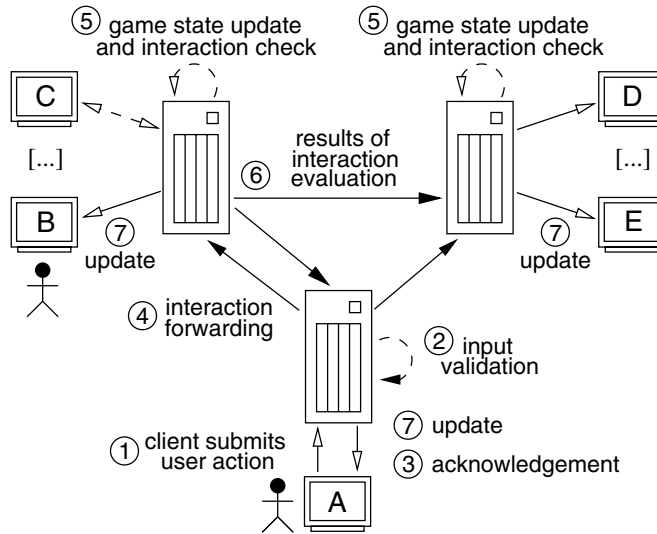 ⑤ game state update
and interaction check
⑤ game state update
and interaction check
C
D
[...]
[...]
⑥
results of
interaction
evaluation
B
E
⑦
update
⑦
update
④ interaction
forwarding
② input
validation
① client submits
user action
⑦ update
③ acknowledgement
A